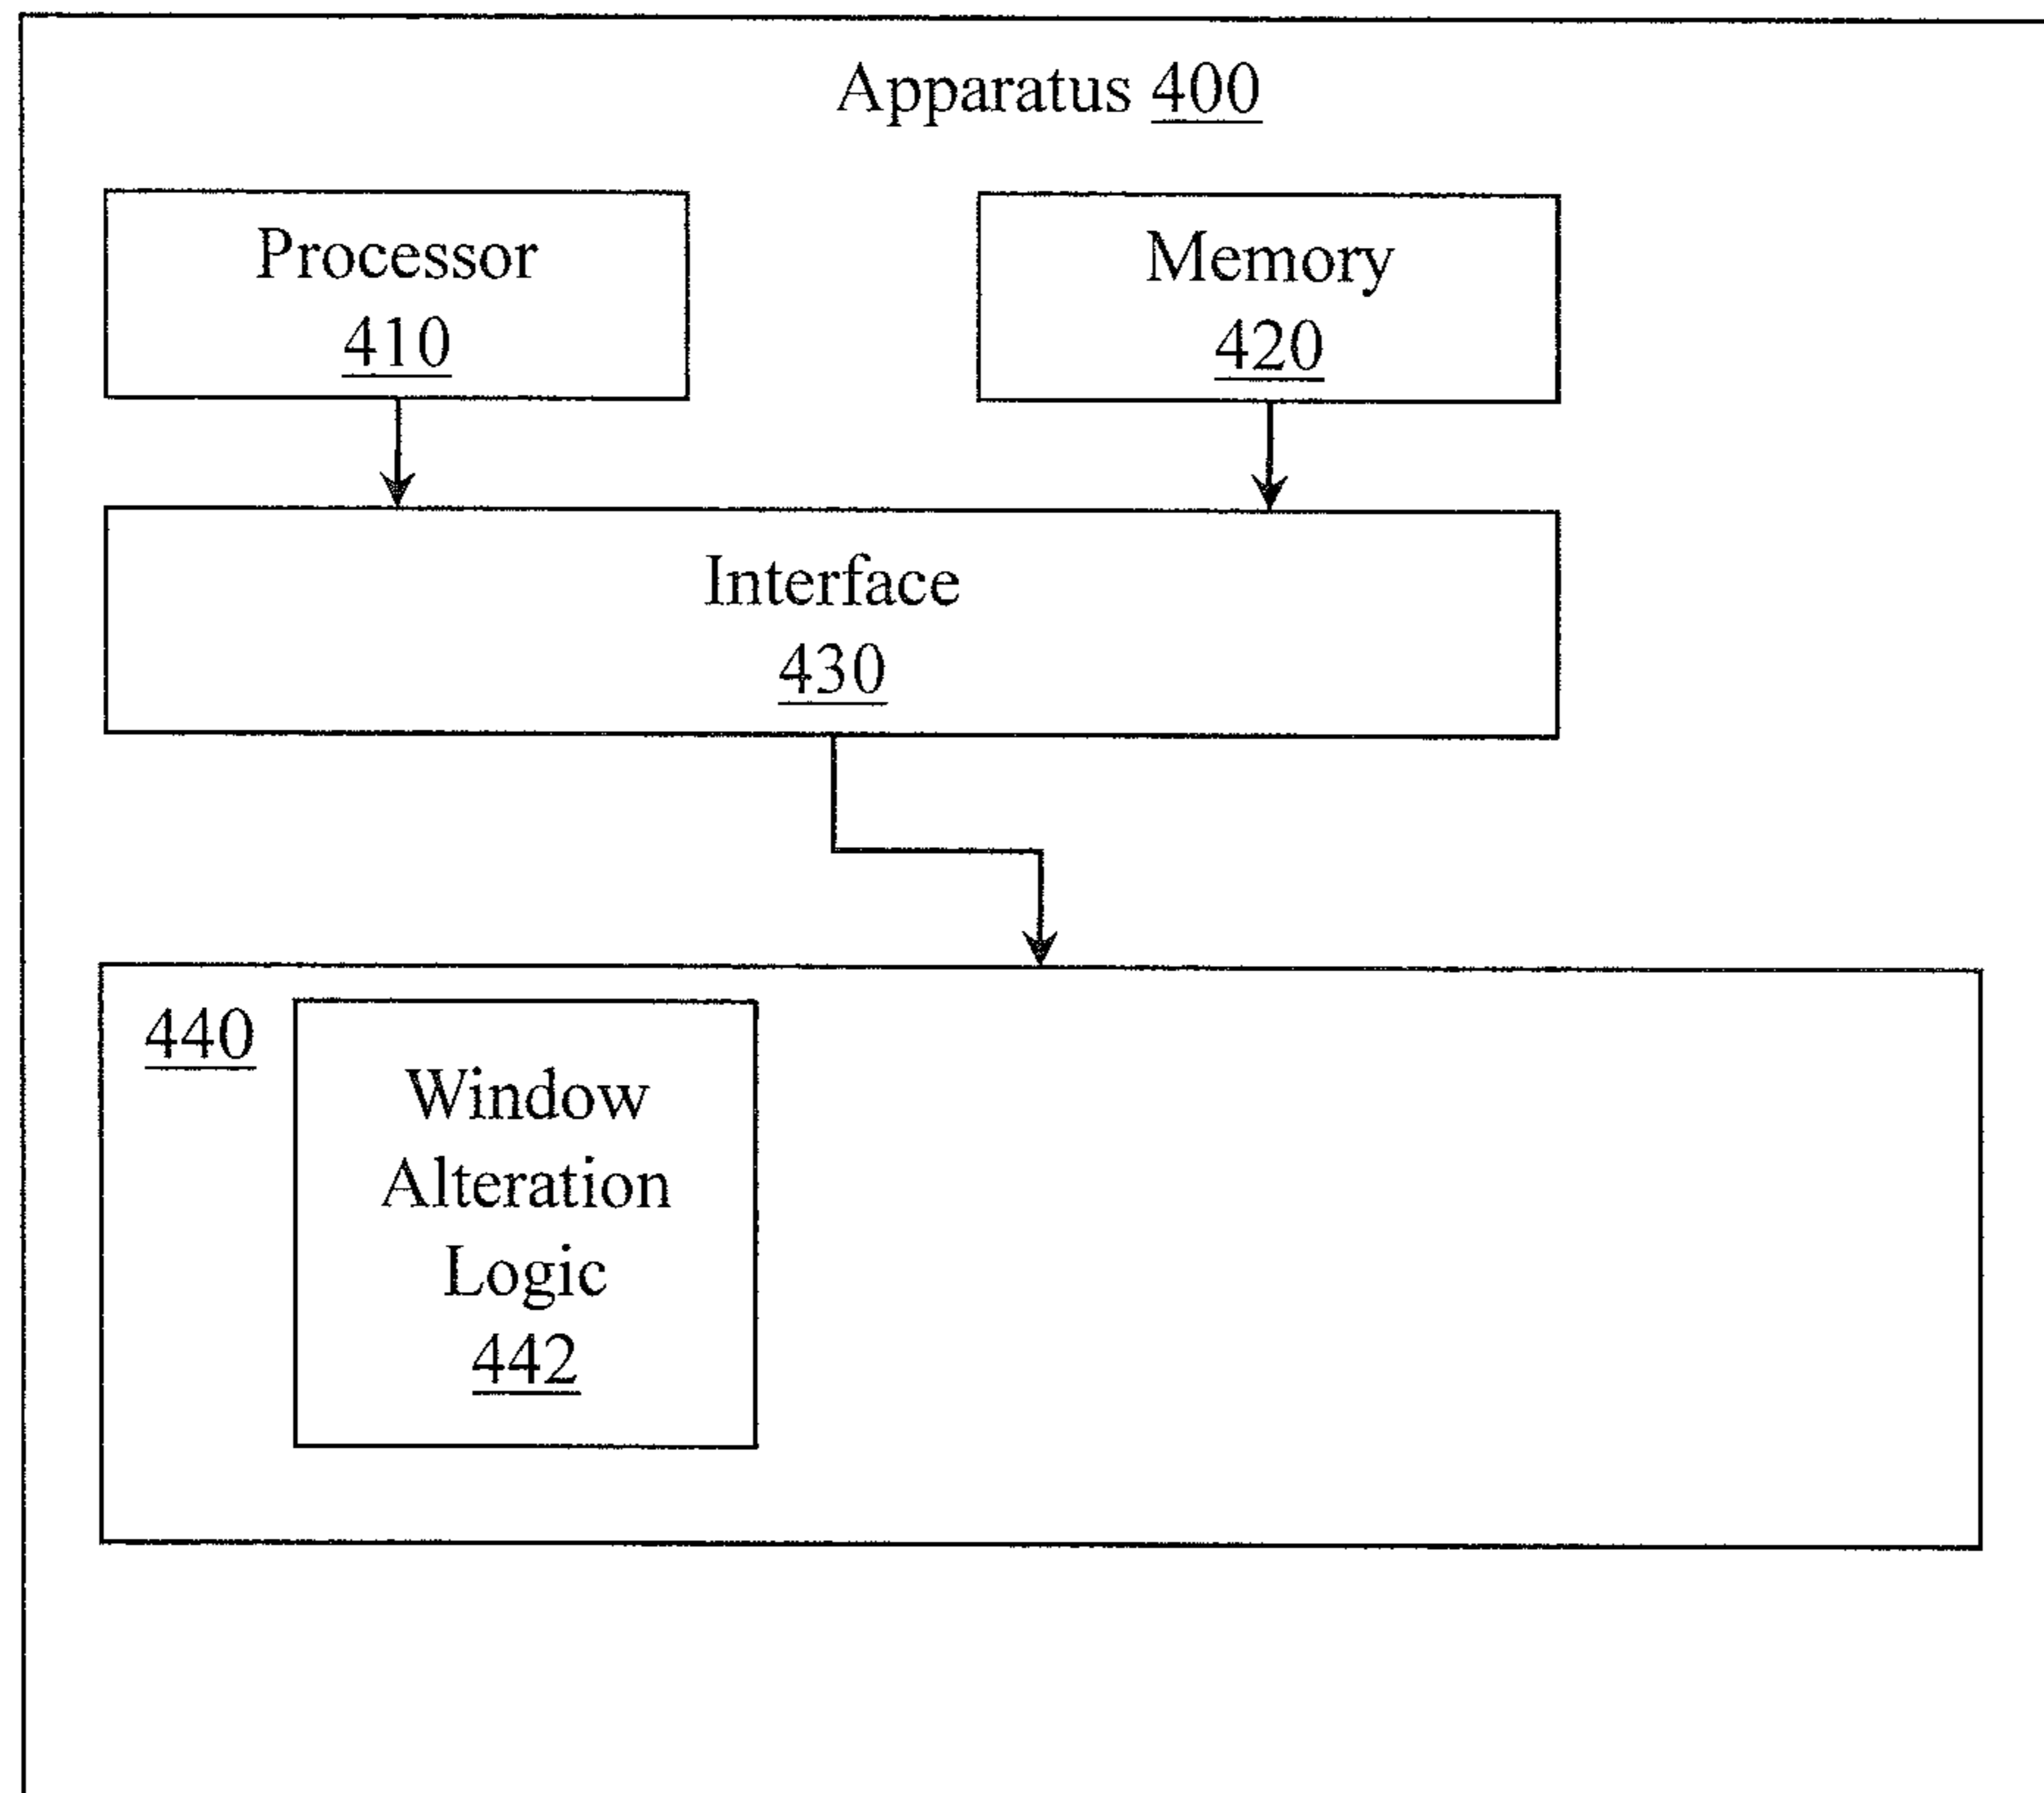 Apparatus 400
Processor
410
Memory
420
Interface
430
440
Window
Alteration
Logic
442